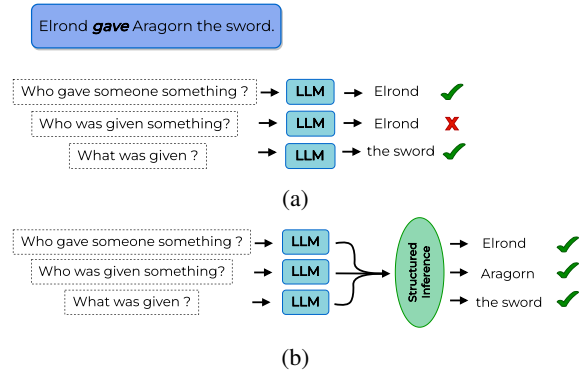 Elrond gave Aragorn the sword.
Who gave someone something ? LLM Elrond
Who was given something? LLM Elrond X
What was given ? LLM the sword
(a)
Who gave someone something ? LLM Elrond
Who was given something? LLM Aragorn
What was given ? LLM the sword
Structured
Inference
(b)